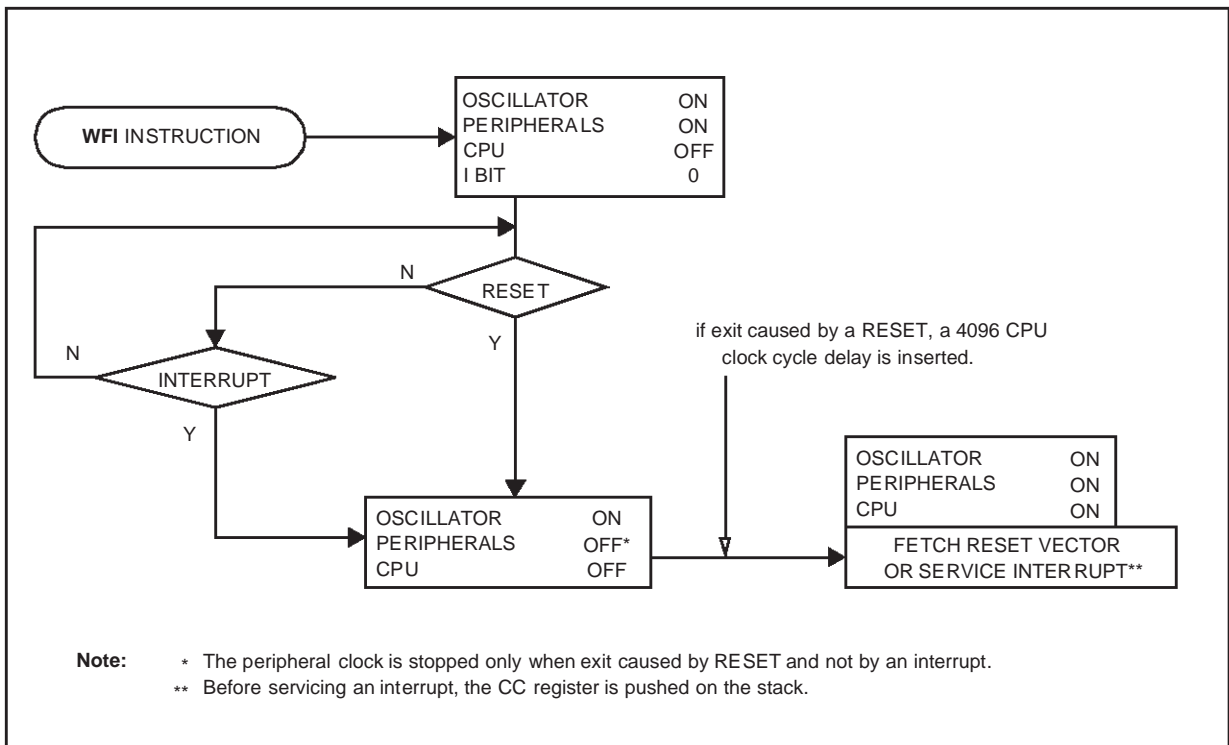 WFI INSTRUCTION
OSCILLATOR ON
PERIPHERALS ON
CPU OFF
I BIT 0
N
RESET
Y
N
INTERRUPT
Y
if exit caused by a RESET, a 4096 CPU
clock cycle delay is inserted.
OSCILLATOR ON
PERIPHERALS OFF*
CPU OFF
OSCILLATOR ON
PERIPHERALS ON
CPU ON
FETCH RESET VECTOR
OR SERVICE INTERRUPT**
Note: * The peripheral clock is stopped only when exit caused by RESET and not by an interrupt.
** Before servicing an interrupt, the CC register is pushed on the stack.